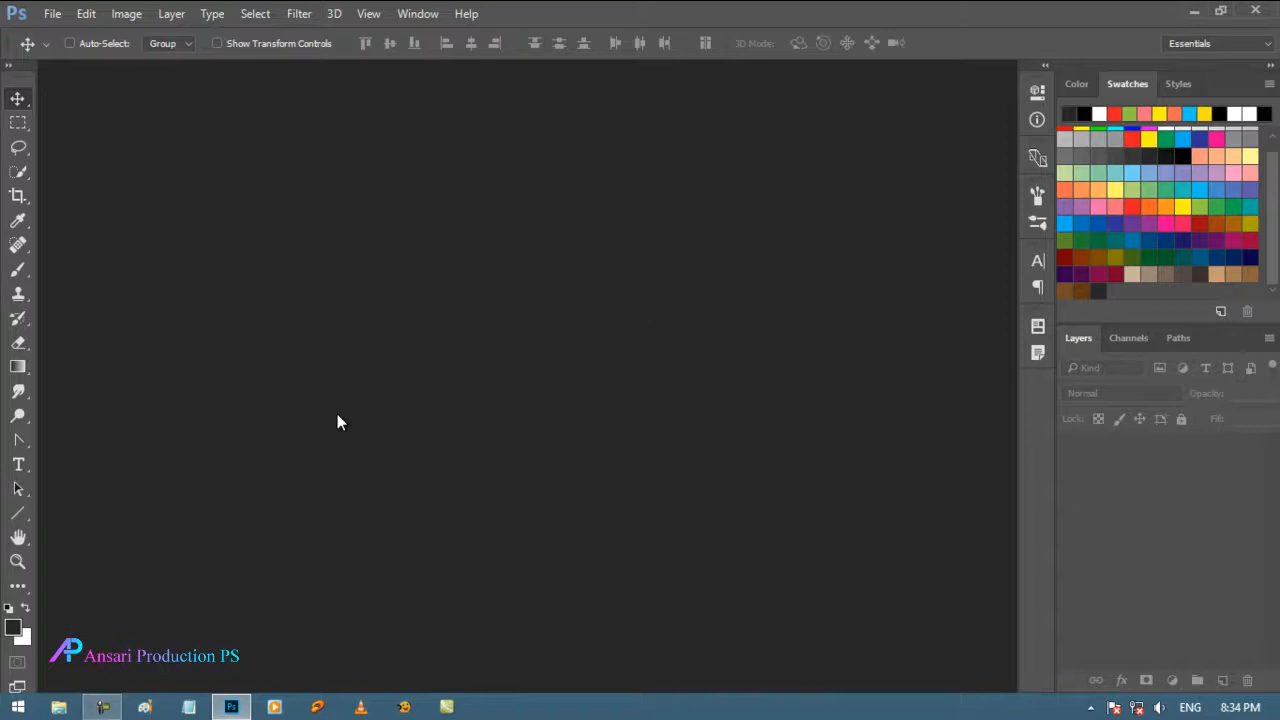 Ps File Edit Image Layer Type Select Filter 3D View Window Help
Auto-Select: Group Show Transform Controls 3D Mode: Essentials
Color Swatches Styles
Layers Channels Paths
Kind
Normal Opacity:
Lock: Fill:
AP Ansari Production PS
Ps ENG 8:34 PM